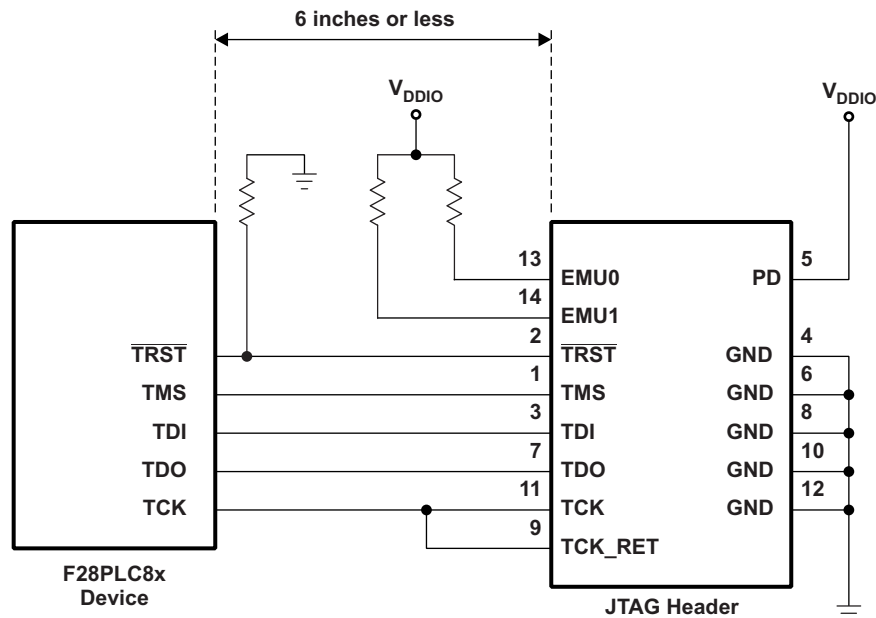 6 inches or less
VDDIO
VDDIO
13
EMU0
5
PD
14
EMU1
2
4
TRST
TRST
GND
1
6
TMS
TMS
GND
3
8
TDI
TDI
GND
7
10
TDO
TDO
GND
11
12
TCK
TCK
GND
9
TCK_RET
F28PLC8x
Device
JTAG Header